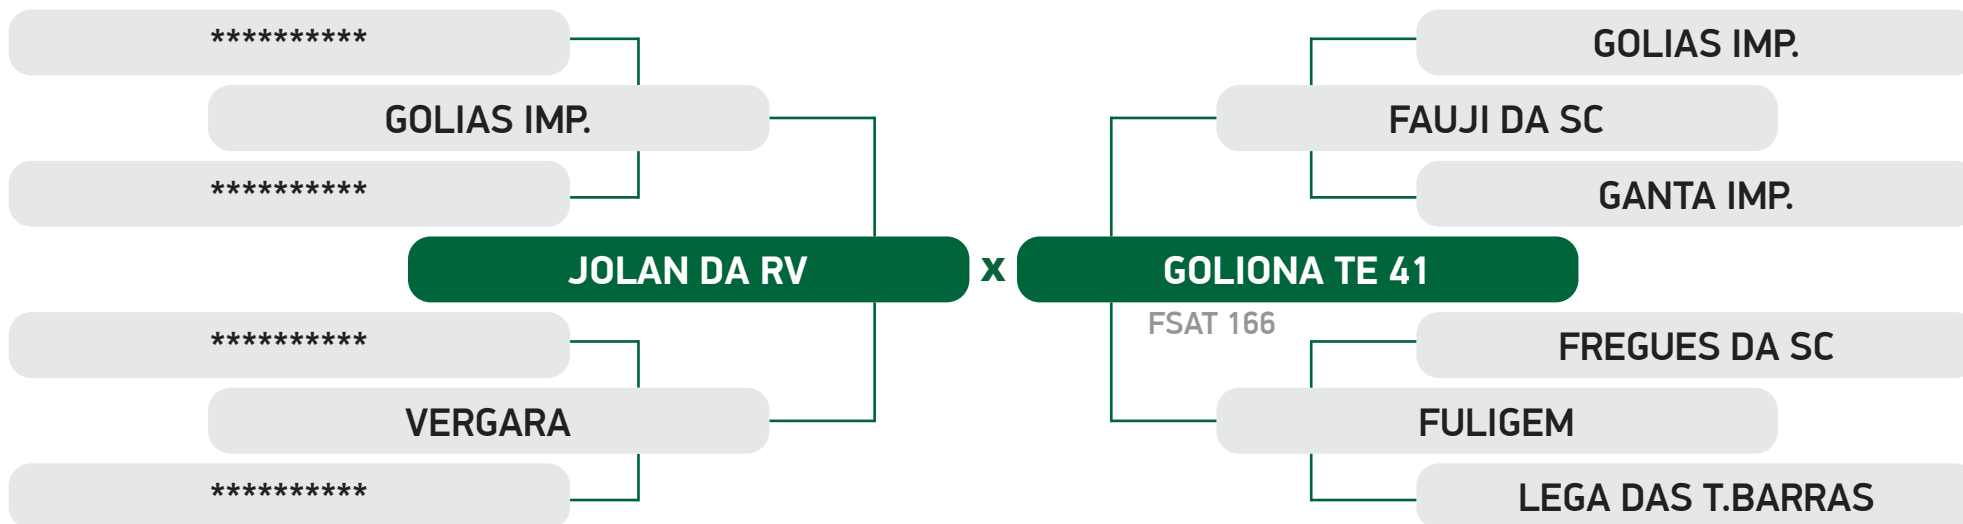 **********
GOLIAS IMP.
GOLIAS IMP.
FAUJI DA SC
**********
GANTA IMP.
JOLAN DA RV x GOLIONA TE 41
FSAT 166
**********
FREGUES DA SC
VERGARA
FULIGEM
**********
LEGA DAS T.BARRAS